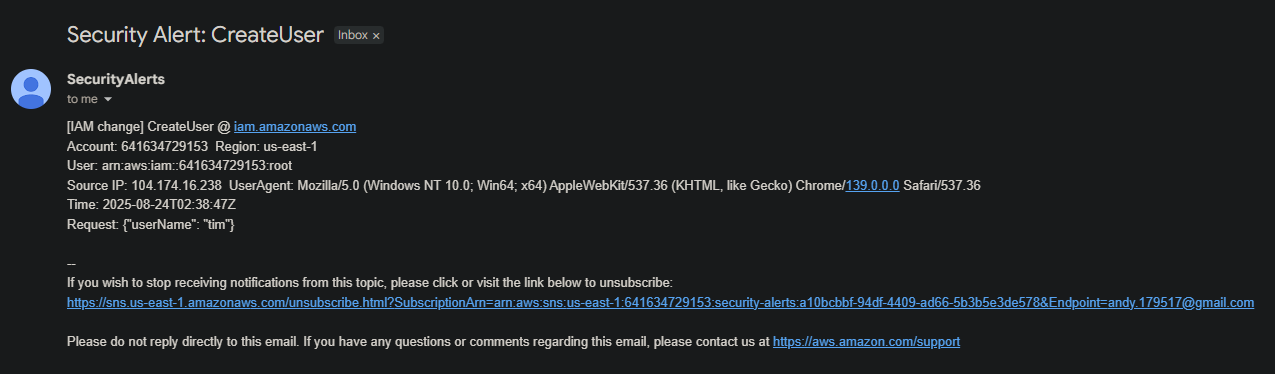 Security Alert: CreateUser Inbox ×
SecurityAlerts
to me
[IAM change] CreateUser @ iam.amazonaws.com
Account: 641634729153 Region: us-east-1
User: arn:aws:iam::641634729153:root
Source IP: 104.174.16.238 UserAgent: Mozilla/5.0 (Windows NT 10.0; Win64; x64) AppleWebKit/537.36 (KHTML, like Gecko) Chrome/139.0.0.0 Safari/537.36
Time: 2025-08-24T02:38:47Z
Request: {"userName": "tim"}
--
If you wish to stop receiving notifications from this topic, please click or visit the link below to unsubscribe:
https://sns.us-east-1.amazonaws.com/unsubscribe.html?SubscriptionArn=arn:aws:sns:us-east-1:641634729153:security-alerts:a10bcbbf-94df-4409-ad66-5b3b5e3de578&Endpoint=andy.179517@gmail.com
Please do not reply directly to this email. If you have any questions or comments regarding this email, please contact us at https://aws.amazon.com/support